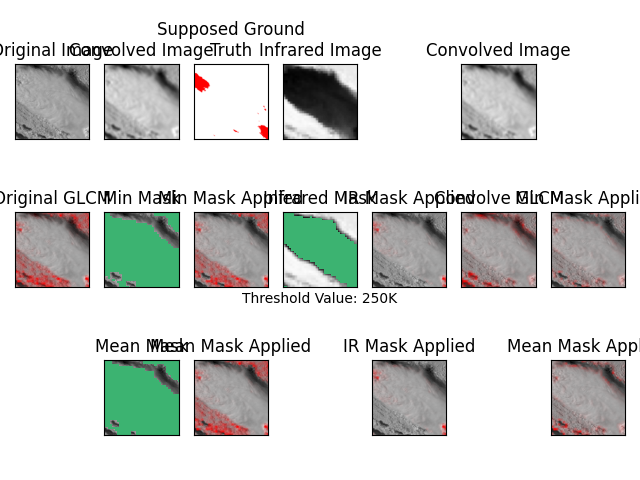 Supposed Ground
Original Image
Convolved Image
Truth
Infrared Image
Convolved Image
Original GLCM
Min Mask
Min Mask Applied
Infrared Mask
IR Mask Applied
Convolve GLCM
Min Mask Appli
Threshold Value: 250K
Mean Mask
Mean Mask Applied
IR Mask Applied
Mean Mask Appl